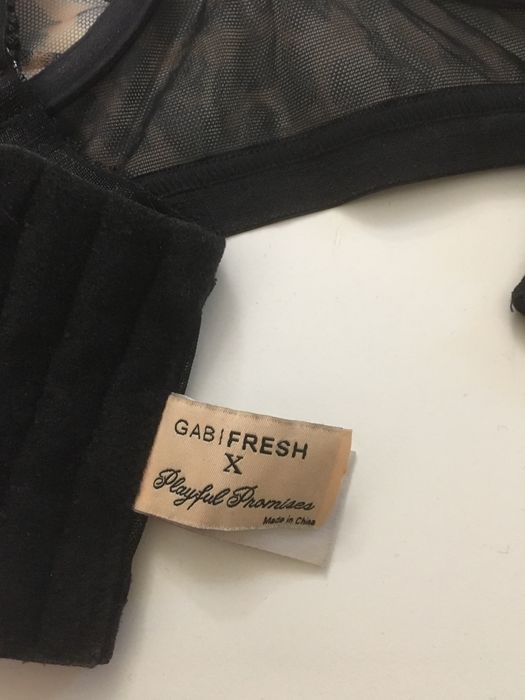 GABIFRESH
X
Playful Promises
Made in China